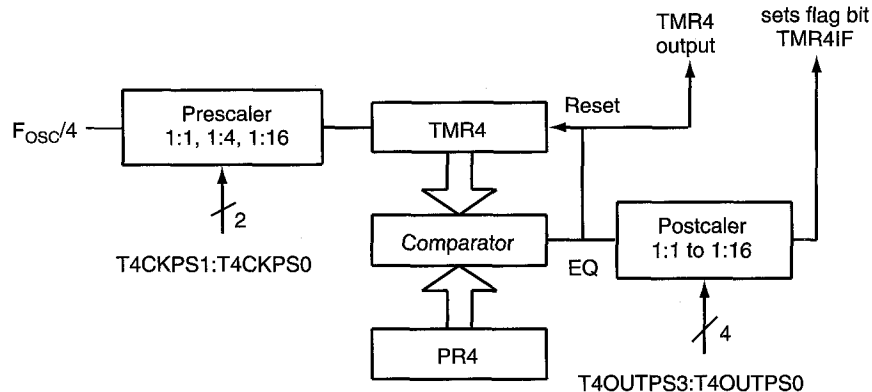 TMR4
output
sets flag bit
TMR4IF
Prescaler
1:1, 1:4, 1:16
FOSC/4
TMR4
Reset
2
T4CKPS1:T4CKPS0
Comparator
EQ
Postcaler
1:1 to 1:16
4
PR4
T4OUTPS3:T4OUTPS0